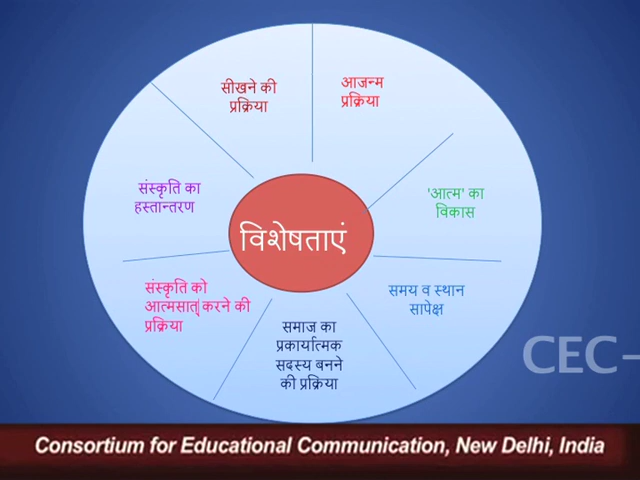 सीखने की
प्रक्रिया
आजन्म
प्रक्रिया
संस्कृति का
हस्तान्तरण
'आत्म' का
विकास
विशेषताएं
संस्कृति को
आत्मसात् करने की
प्रक्रिया
समय व स्थान
सापेक्ष
समाज का
प्रकार्यात्मक
सदस्य बनने
की प्रक्रिया
CEC-
Consortium for Educational Communication, New Delhi, India